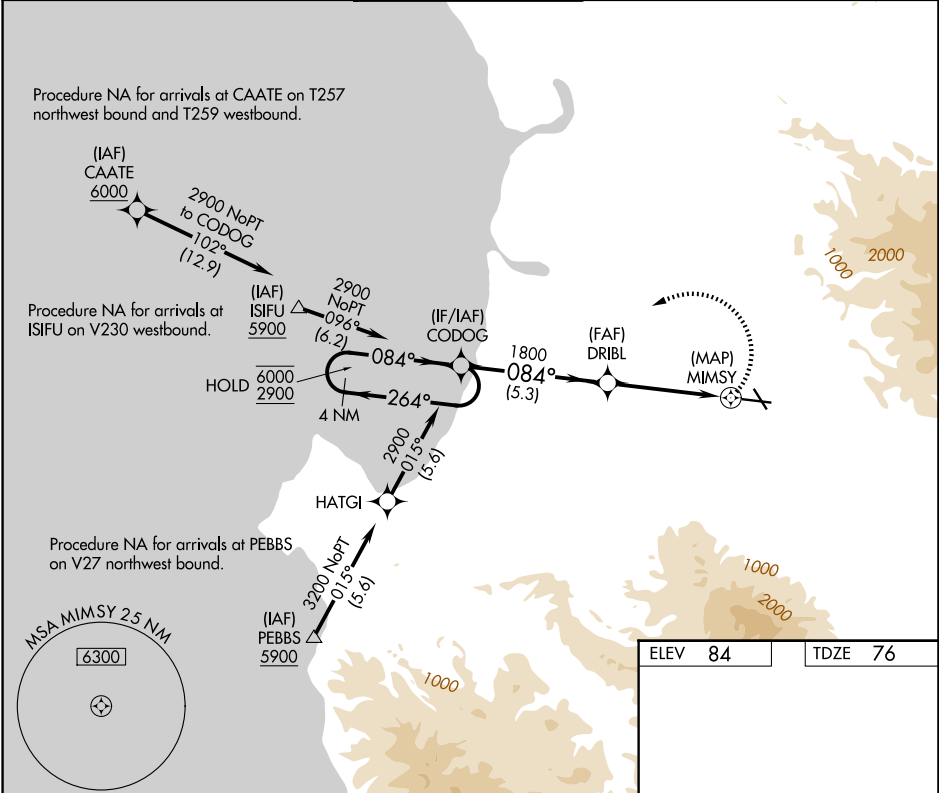 Procedure NA for arrivals at CAATE on T257
northwest bound and T259 westbound.
(IAF)
CAATE
6000
2900 NoPT
to CODOG
102°
(12.9)
1000
2000
Procedure NA for arrivals at
ISIFU on V230 westbound.
(IAF)
ISIFU
5900
2900
NoPT
096°
(6.2)
(IF/IAF)
CODOG
HOLD
6000
2900
084°
264°
4 NM
1800
084°
(5.3)
(FAF)
DRIBL
(MAP)
MIMSY
2900
015°
(5.6)
HATGI
Procedure NA for arrivals at PEBBS
on V27 northwest bound.
3200 NoPT
015°
(5.6)
(IAF)
PEBBS
5900
MSA MIMSY 25 NM
6300
1000
1000
2000
ELEV 84
TDZE 76